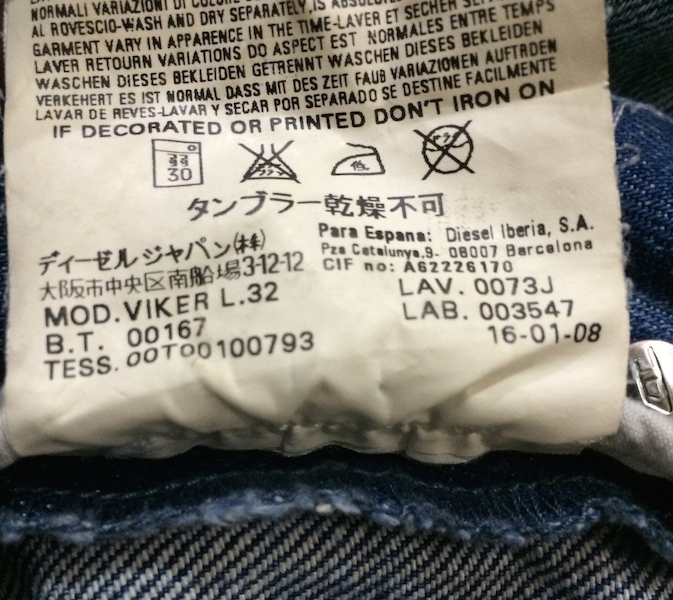 NORMALI VARIAZIONI DI
AL ROVESCIO-WASH AND DRY SEPARATELY, IS
GARMENT VARY IN APPARENCE IN THE TIME-LAVER ET SECHER
LAVER RETOURN VARIATIONS DO ASPECT EST NORMALES ENTRE TEMPS
WASCHEN DIESES BEKLEIDEN GETRENNT WASCHEN DIESES BEKLEIDEN
VERKEHERT ES IST NORMAL DASS MIT DES ZEIT FAUB VARIAZIONEN AUFTRDEN
LAVAR DE REVES-LAVAR Y SECAR POR SEPARADO SE DESTINE FACILMENTE
IF DECORATED OR PRINTED DON'T IRON ON
弱
30
低
タンブラー乾燥不可
ディーゼルジャパン(株)
大阪市中央区南船場3-12-12
MOD.VIKER L.32
B.T. 00167
TESS. 00T00100793
Para Espana: Diesel Iberia, S.A.
Pza Catalunya,9- 08007 Barcelona
CIF no: A62226170
LAV. 0073J
LAB. 003547
16-01-08